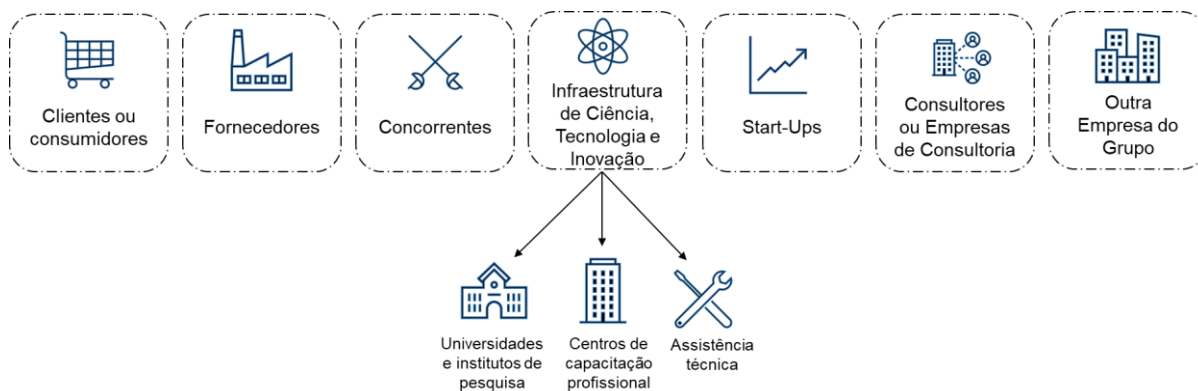 Clientes ou
consumidores
Fornecedores
Concorrentes
Infraestrutura
de Ciência,
Tecnologia e
Inovação
Start-Ups
Consultores
ou Empresas
de Consultoria
Outra
Empresa do
Grupo
Universidades
e institutos de
pesquisa
Centros de
capacitação
profissional
Assistência
técnica